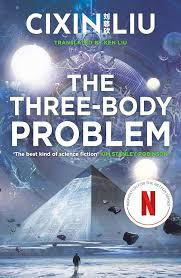 CIXIN LIU
刘慈欣
TRANSLATED BY KEN LIU
THE
THREE-BODY
PROBLEM
'The best kind of science fiction' KIM STANLEY ROBINSON
N